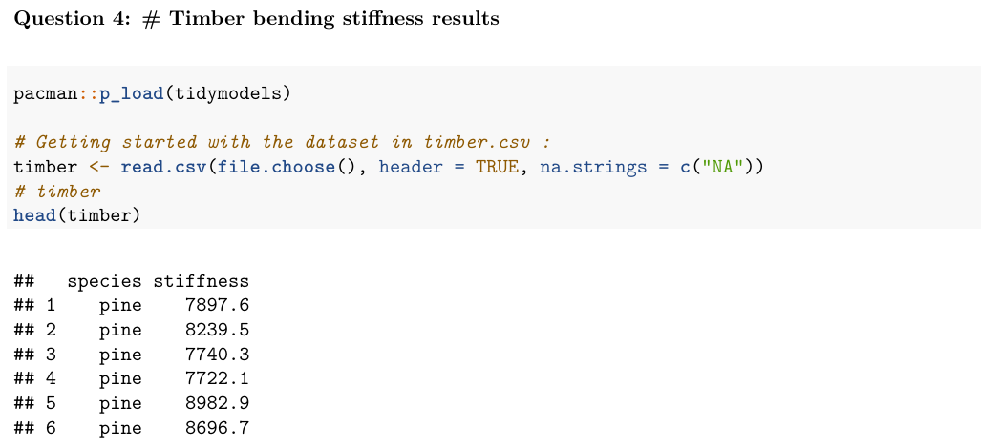 Question 4: # Timber bending stiffness results
pacman::p_load(tidymodels)
# Getting started with the dataset in timber.csv :
timber <- read.csv(file.choose(), header = TRUE, na.strings = c("NA"))
# timber
head(timber)
##   species stiffness
## 1    pine    7897.6
## 2    pine    8239.5
## 3    pine    7740.3
## 4    pine    7722.1
## 5    pine    8982.9
## 6    pine    8696.7